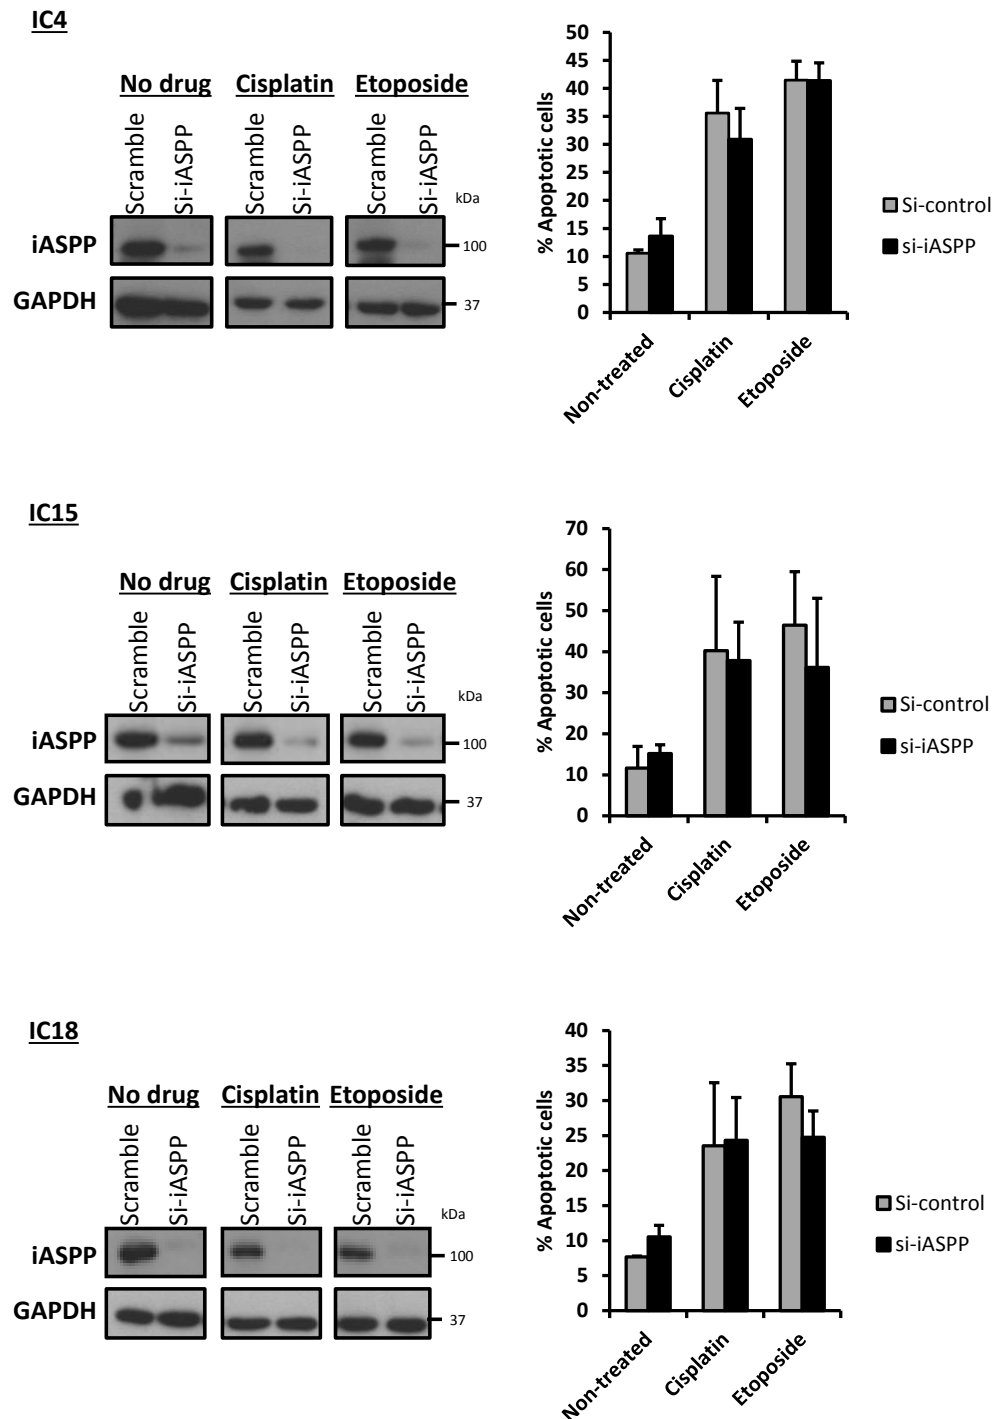 IC4
No drug Cisplatin Etoposide
Scramble Si-iASPP Scramble Si-iASPP Scramble Si-iASPP
kDa
iASPP 100
GAPDH 37
% Apoptotic cells
50
45
40
35
30
25
20
15
10
5
0
Non-treated Cisplatin Etoposide
Si-control
si-iASPP
IC15
No drug Cisplatin Etoposide
Scramble Si-iASPP Scramble Si-iASPP Scramble Si-iASPP
kDa
iASPP 100
GAPDH 37
% Apoptotic cells
70
60
50
40
30
20
10
0
Non-treated Cisplatin Etoposide
Si-control
si-iASPP
IC18
No drug Cisplatin Etoposide
Scramble Si-iASPP Scramble Si-iASPP Scramble Si-iASPP
kDa
iASPP 100
GAPDH 37
% Apoptotic cells
40
35
30
25
20
15
10
5
0
Non-treated Cisplatin Etoposide
Si-control
si-iASPP